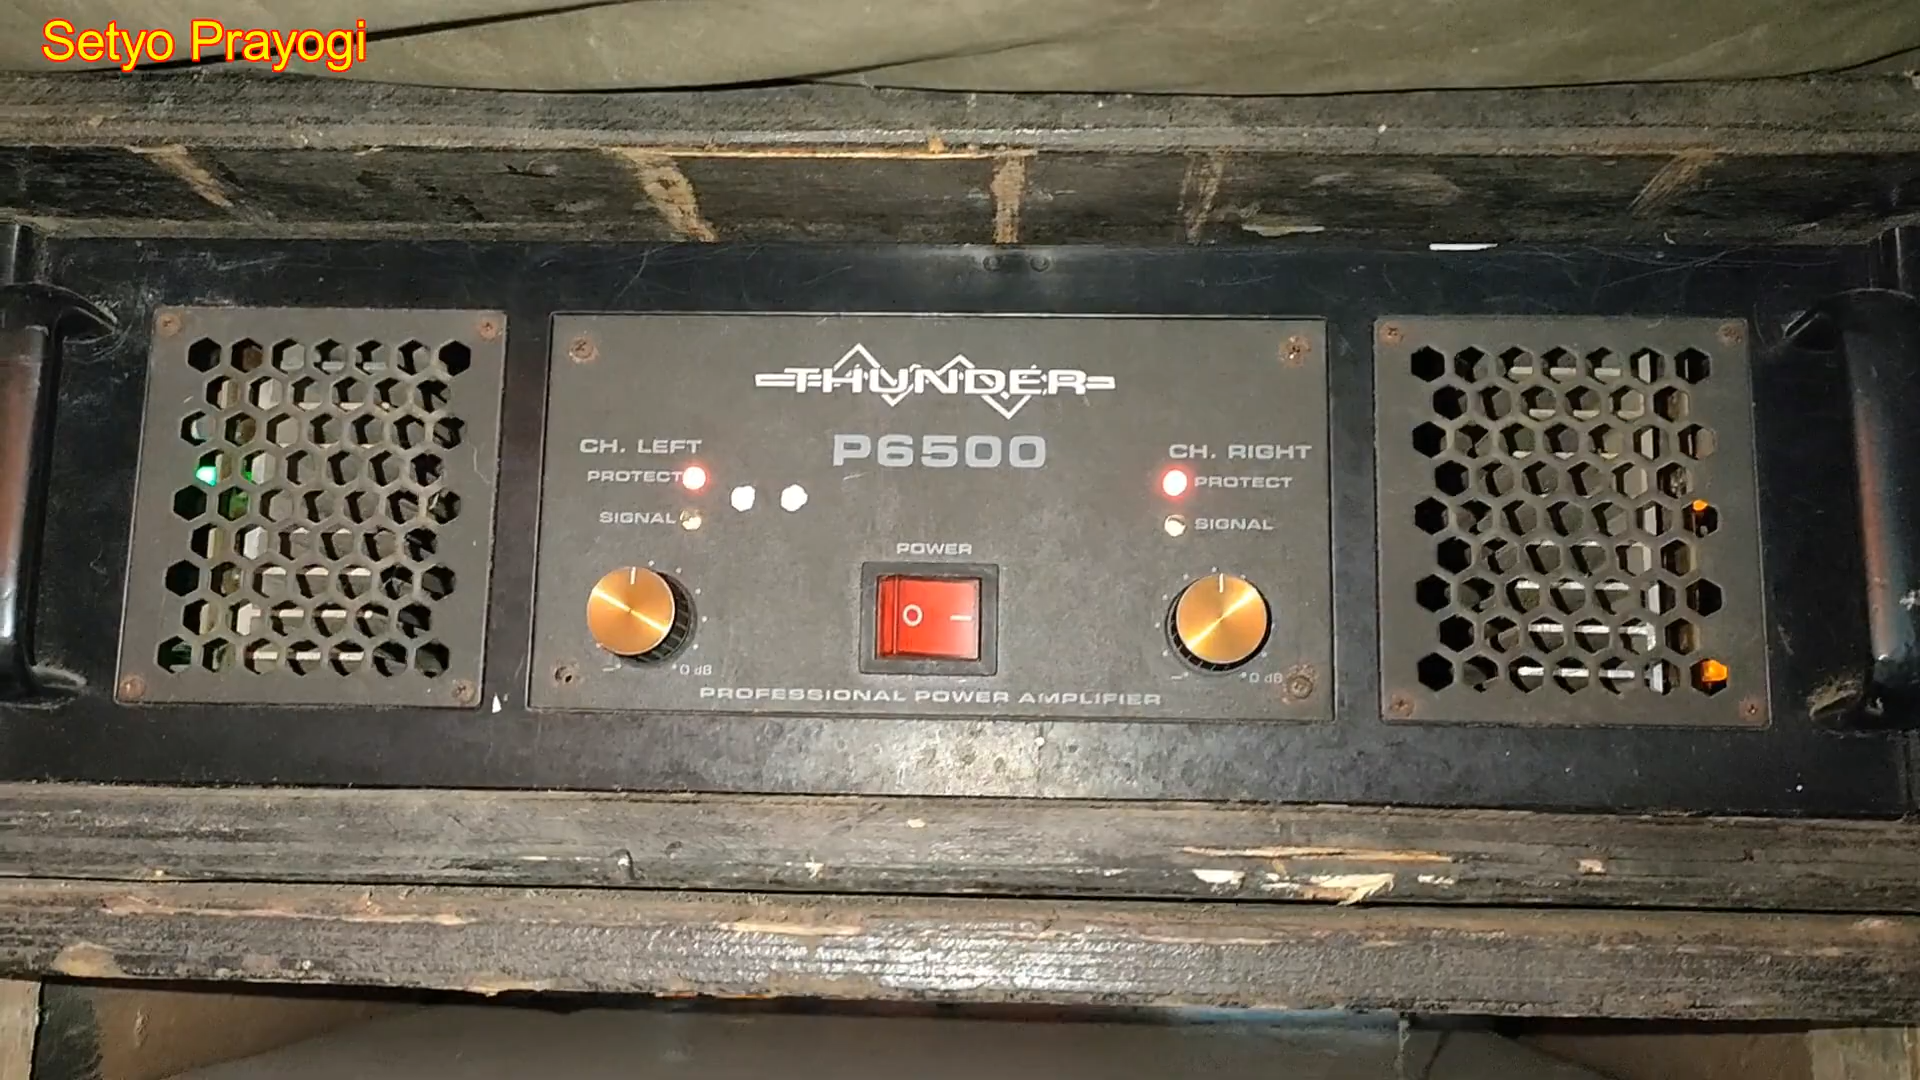 Setyo Prayogi
THUNDER
P6500
CH. LEFT
CH. RIGHT
PROTECT
PROTECT
SIGNAL
SIGNAL
POWER
O –
0 dB
0 dB
PROFESSIONAL POWER AMPLIFIER